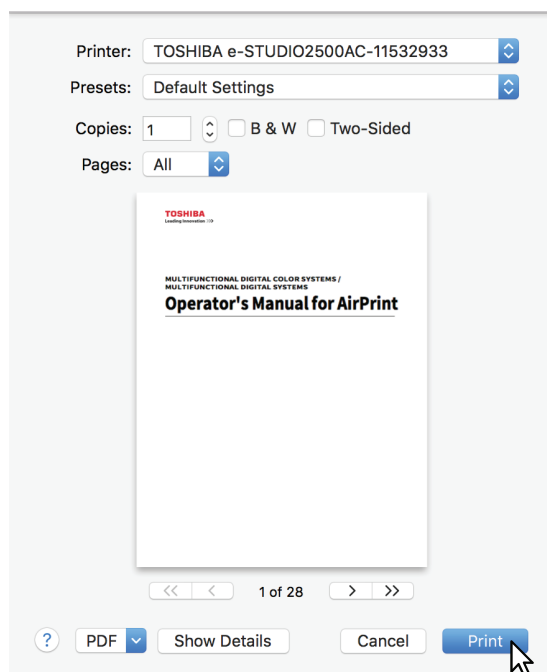 Printer: TOSHIBA e-STUDIO2500AC-11532933
Presets: Default Settings
Copies: 1 B & W Two-Sided
Pages: All
TOSHIBA
Leading Innovation >>>
MULTIFUNCTIONAL DIGITAL COLOR SYSTEMS /
MULTIFUNCTIONAL DIGITAL SYSTEMS
Operator's Manual for AirPrint
<< < 1 of 28 > >>
? PDF Show Details Cancel Print